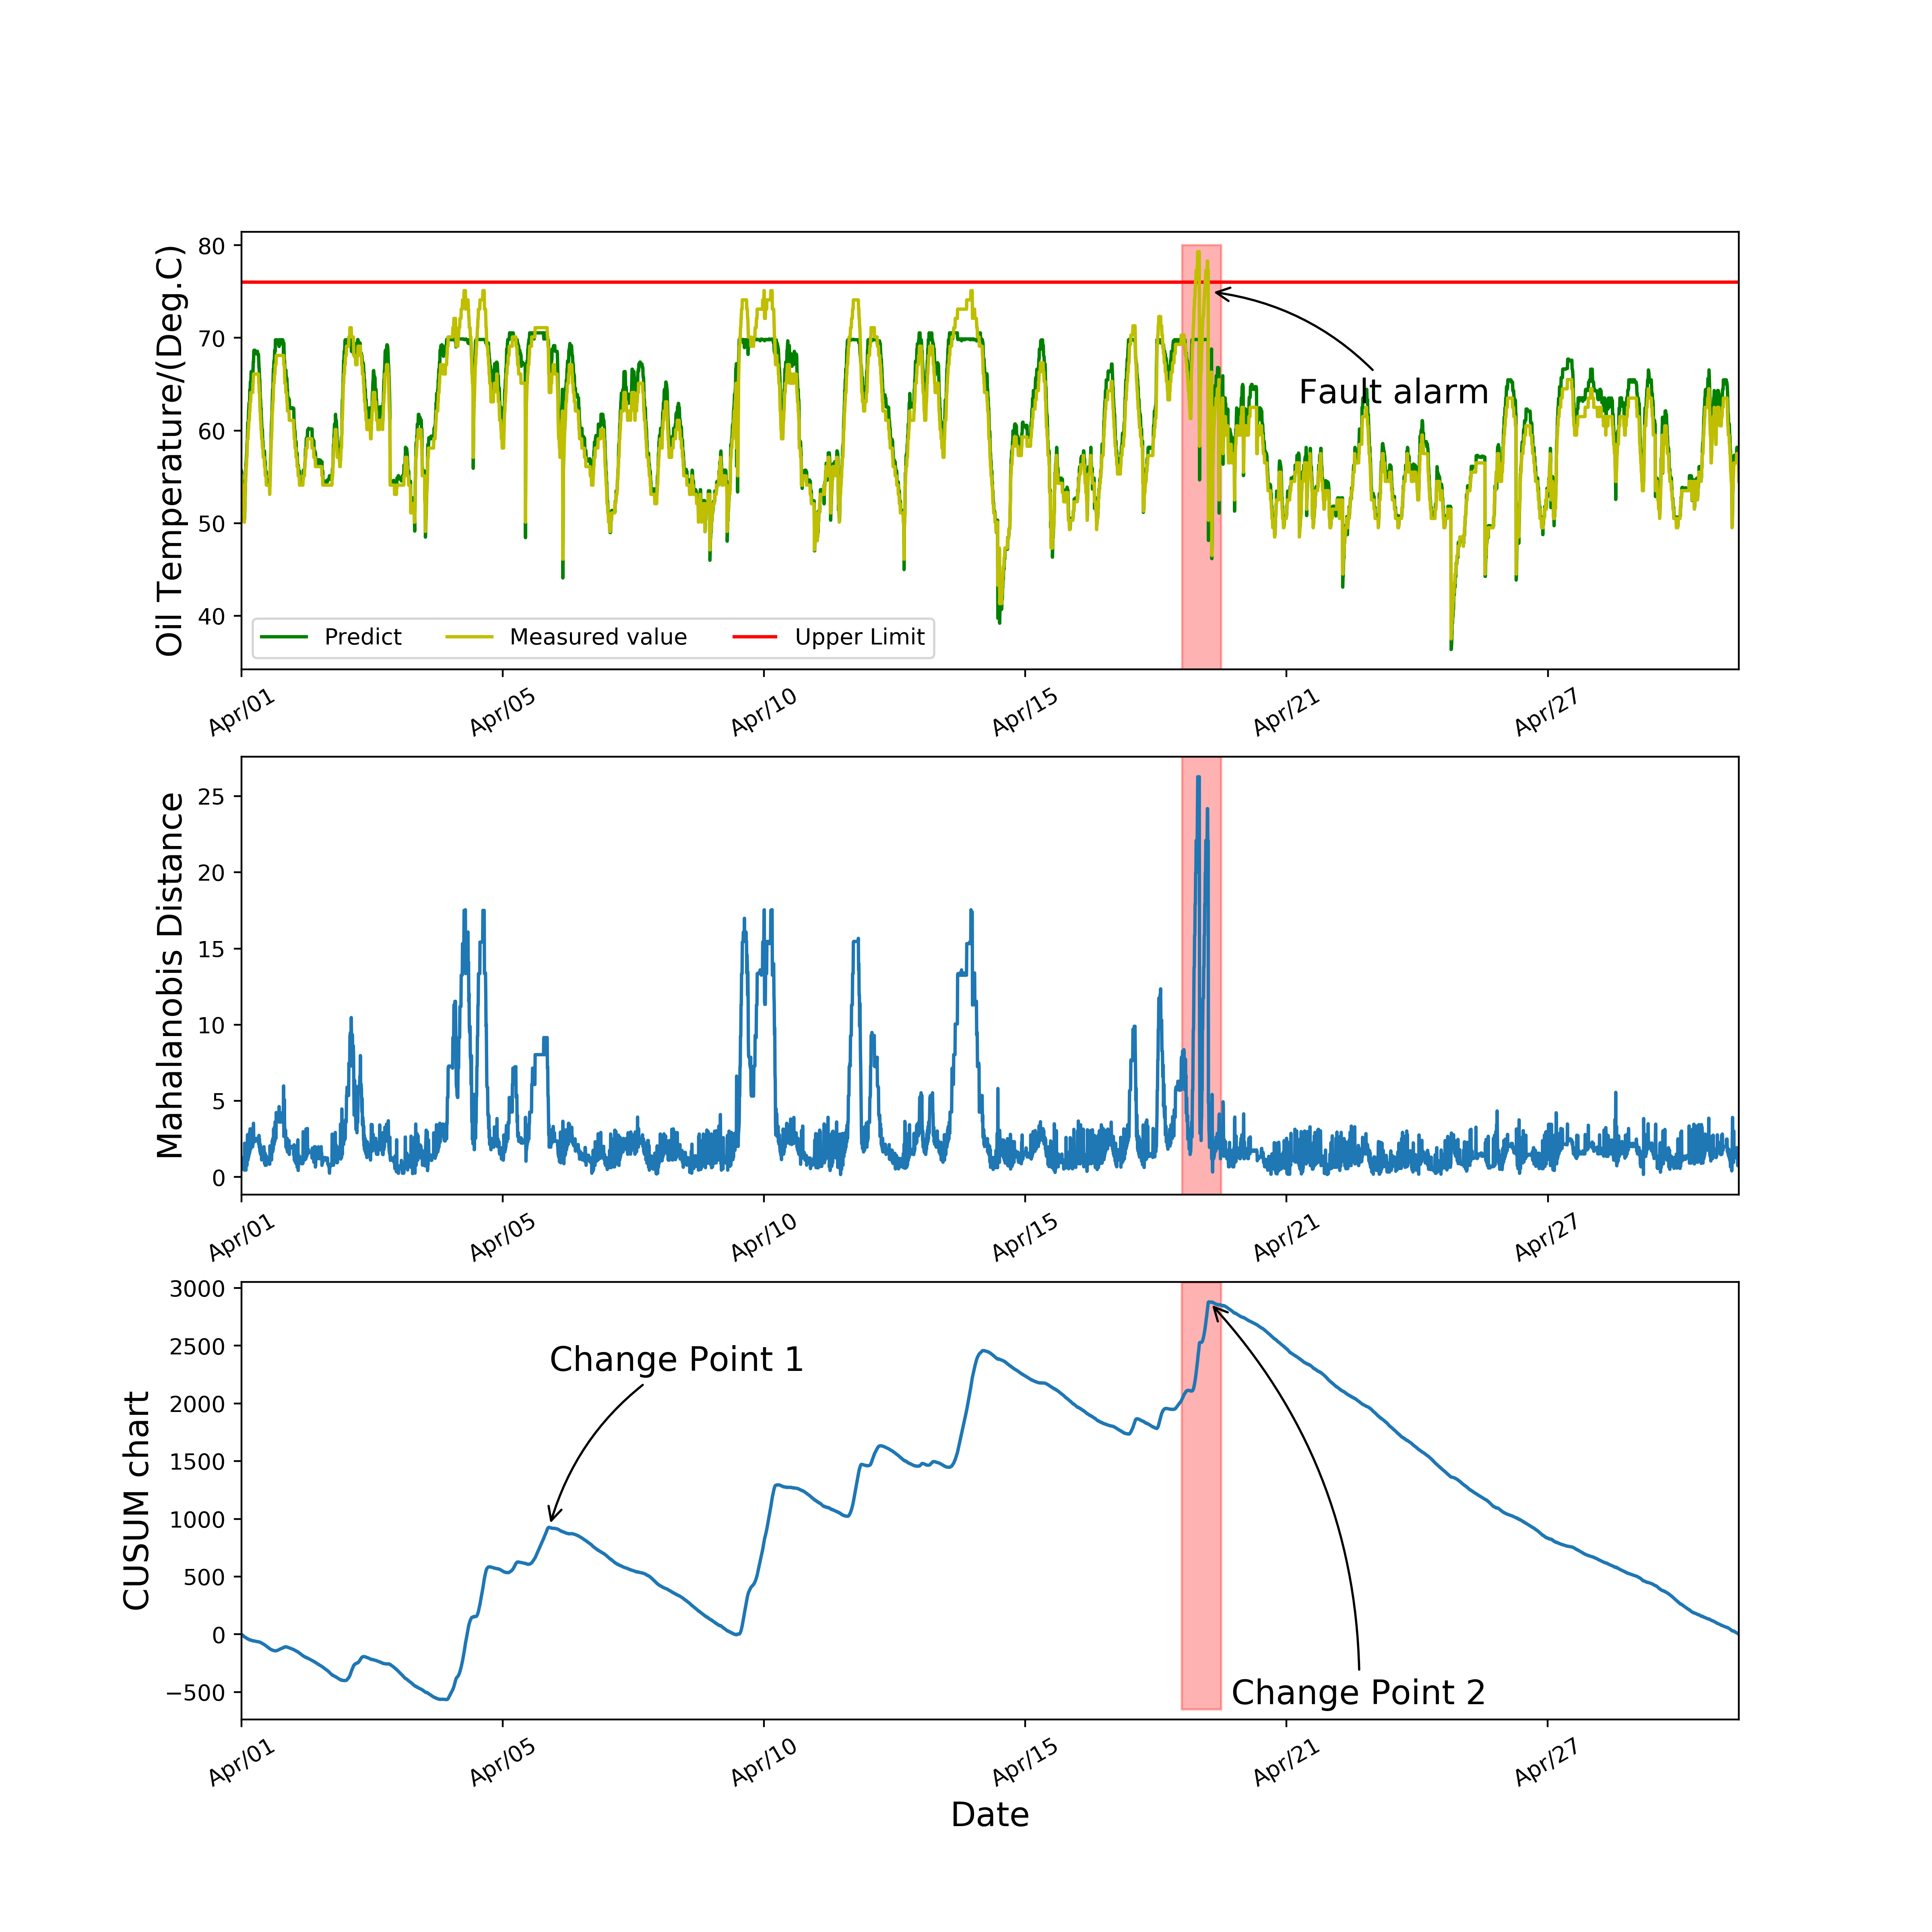 Oil Temperature/(Deg.C)
80
70
60
50
40
Fault alarm
Predict Measured value Upper Limit
Apr/01 Apr/05 Apr/10 Apr/15 Apr/21 Apr/27
Mahalanobis Distance
25
20
15
10
5
0
Apr/01 Apr/05 Apr/10 Apr/15 Apr/21 Apr/27
CUSUM chart
3000
2500
2000
1500
1000
500
0
−500
Change Point 1
Change Point 2
Apr/01 Apr/05 Apr/10 Apr/15 Apr/21 Apr/27
Date